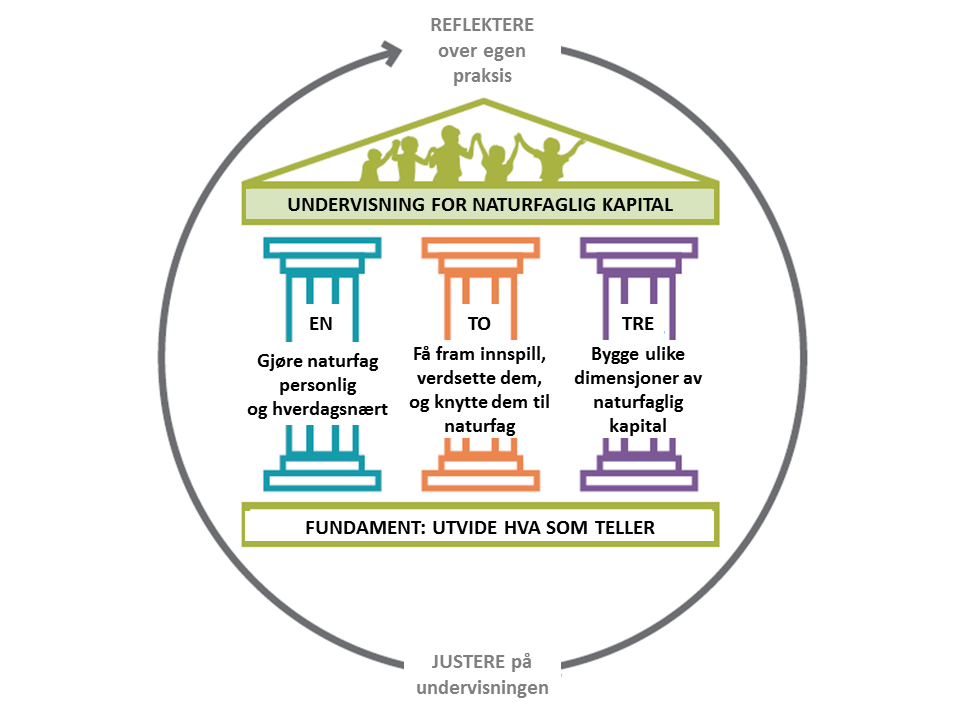 REFLEKTERE
over egen
praksis
UNDERVISNING FOR NATURFAGLIG KAPITAL
EN
Gjøre naturfag
personlig
og hverdagsnært
TO
Få fram innspill,
verdsette dem,
og knytte dem til
naturfag
TRE
Bygge ulike
dimensjoner av
naturfaglig
kapital
FUNDAMENT: UTVIDE HVA SOM TELLER
JUSTERE på
undervisningen